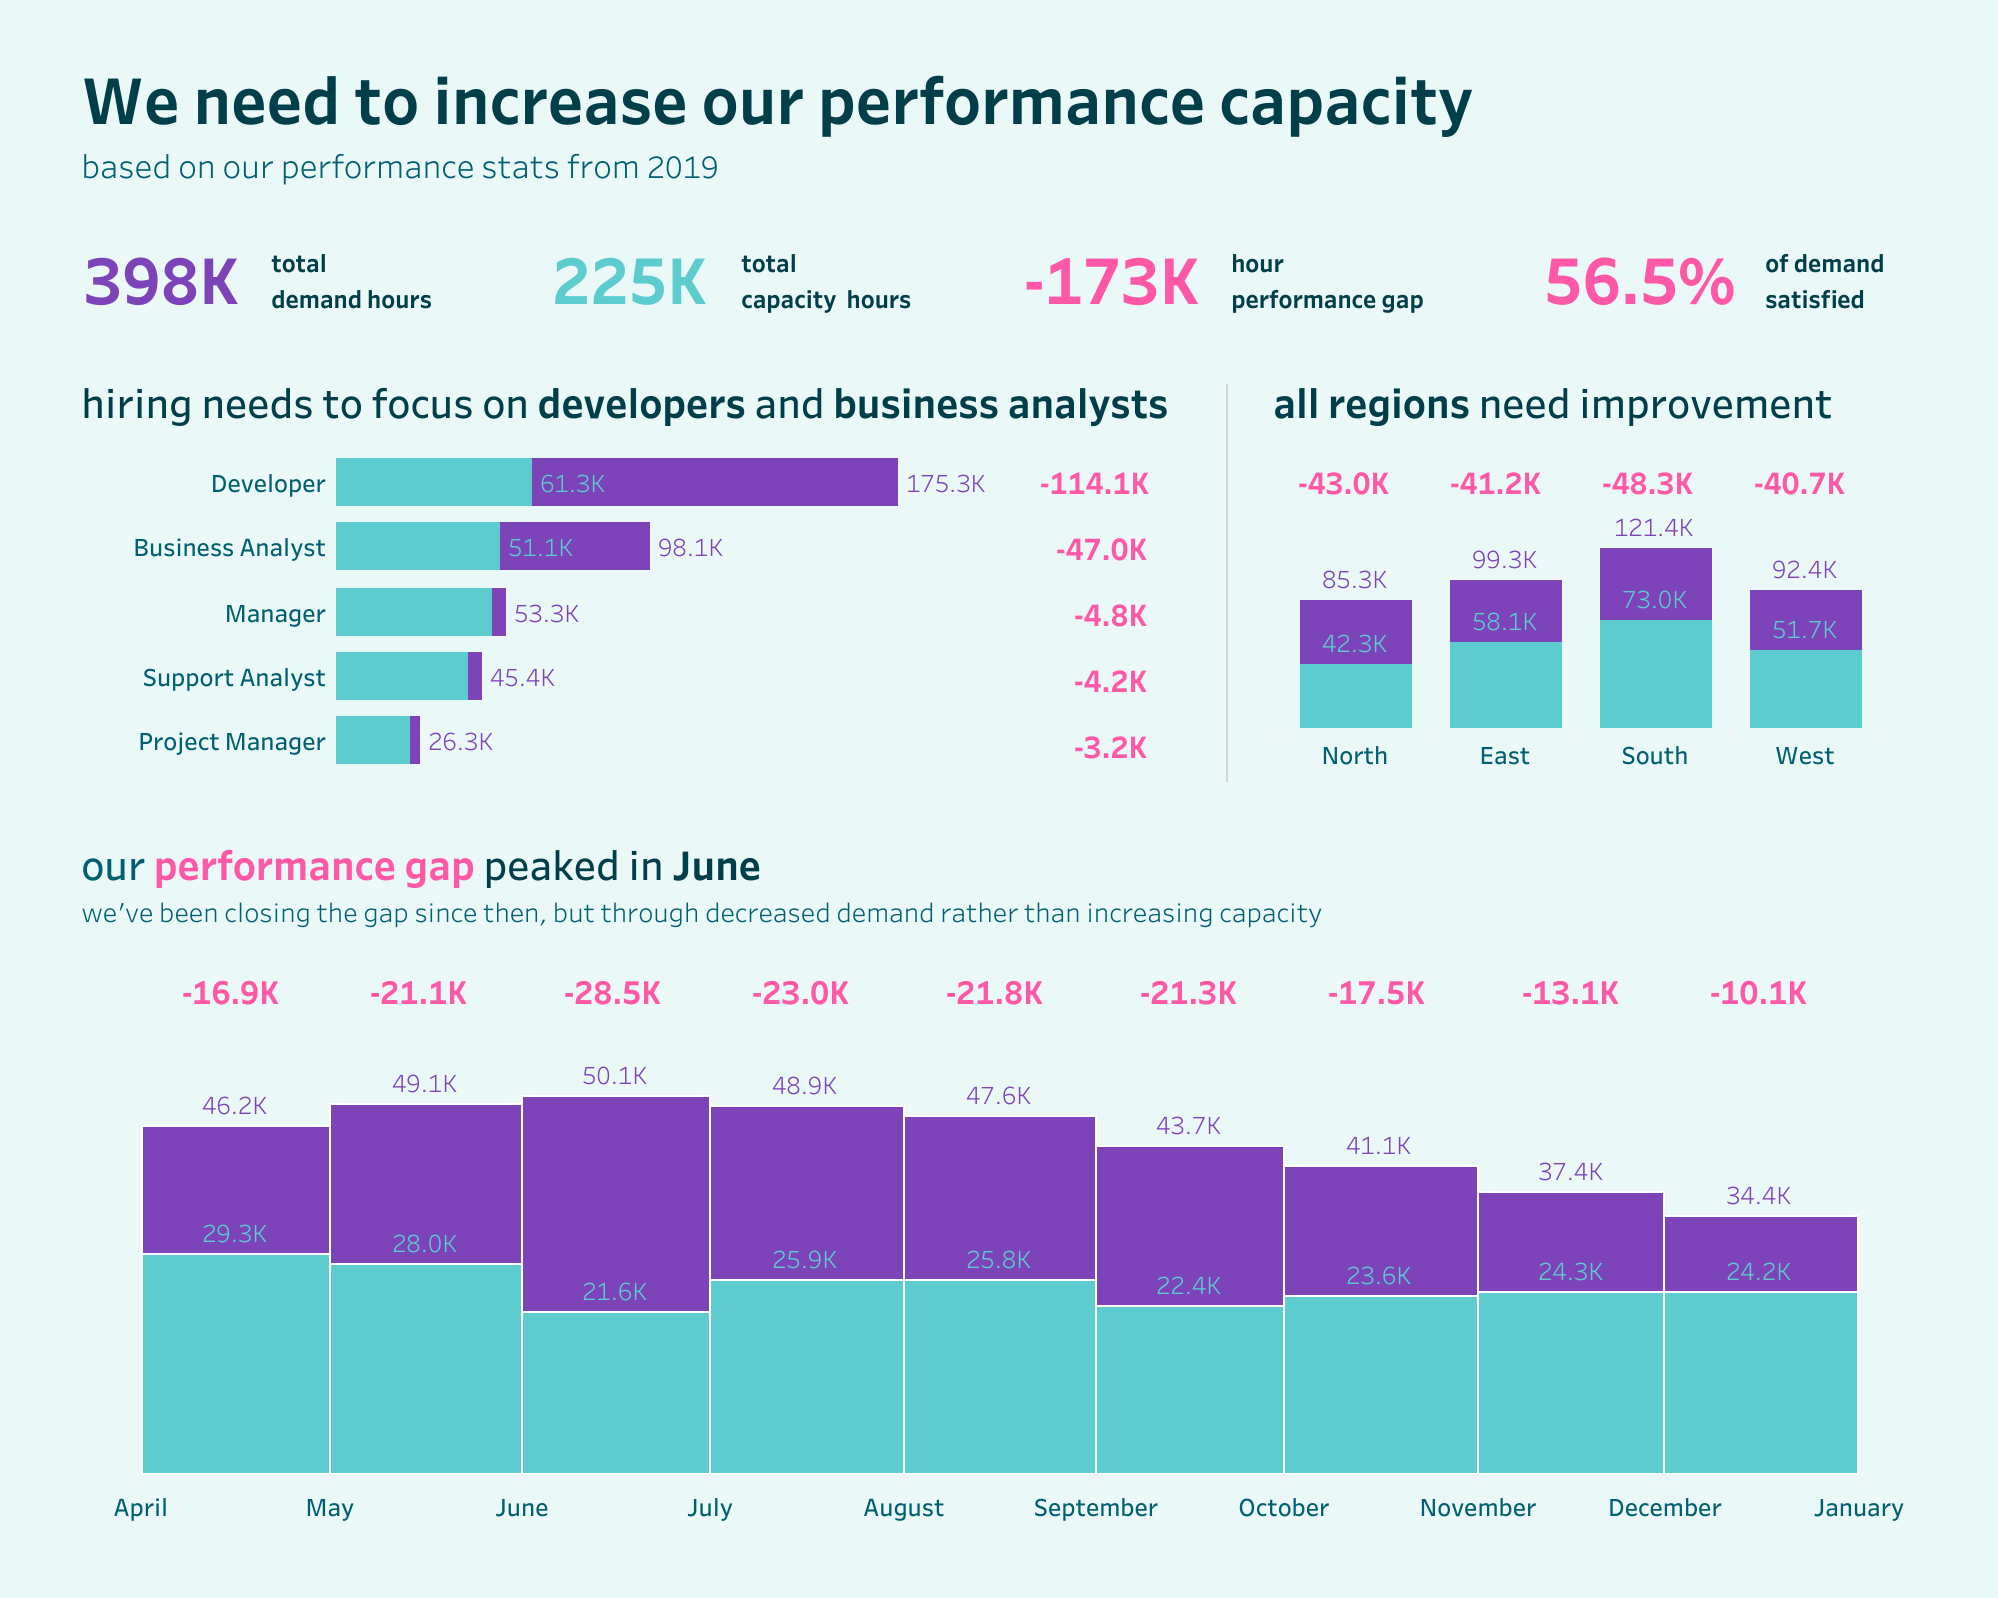 We need to increase our performance capacity
based on our performance stats from 2019
398K
total
demand hours
225K
total
capacity hours
-173K
hour
performance gap
56.5%
of demand
satisfied
hiring needs to focus on developers and business analysts
Developer 61.3K 175.3K -114.1K
Business Analyst 51.1K 98.1K -47.0K
Manager 53.3K -4.8K
Support Analyst 45.4K -4.2K
Project Manager 26.3K -3.2K
all regions need improvement
-43.0K -41.2K -48.3K -40.7K
85.3K 99.3K 121.4K 92.4K
42.3K 58.1K 73.0K 51.7K
North East South West
our performance gap peaked in June
we've been closing the gap since then, but through decreased demand rather than increasing capacity
-16.9K -21.1K -28.5K -23.0K -21.8K -21.3K -17.5K -13.1K -10.1K
46.2K 49.1K 50.1K 48.9K 47.6K 43.7K 41.1K 37.4K 34.4K
29.3K 28.0K 21.6K 25.9K 25.8K 22.4K 23.6K 24.3K 24.2K
April May June July August September October November December January